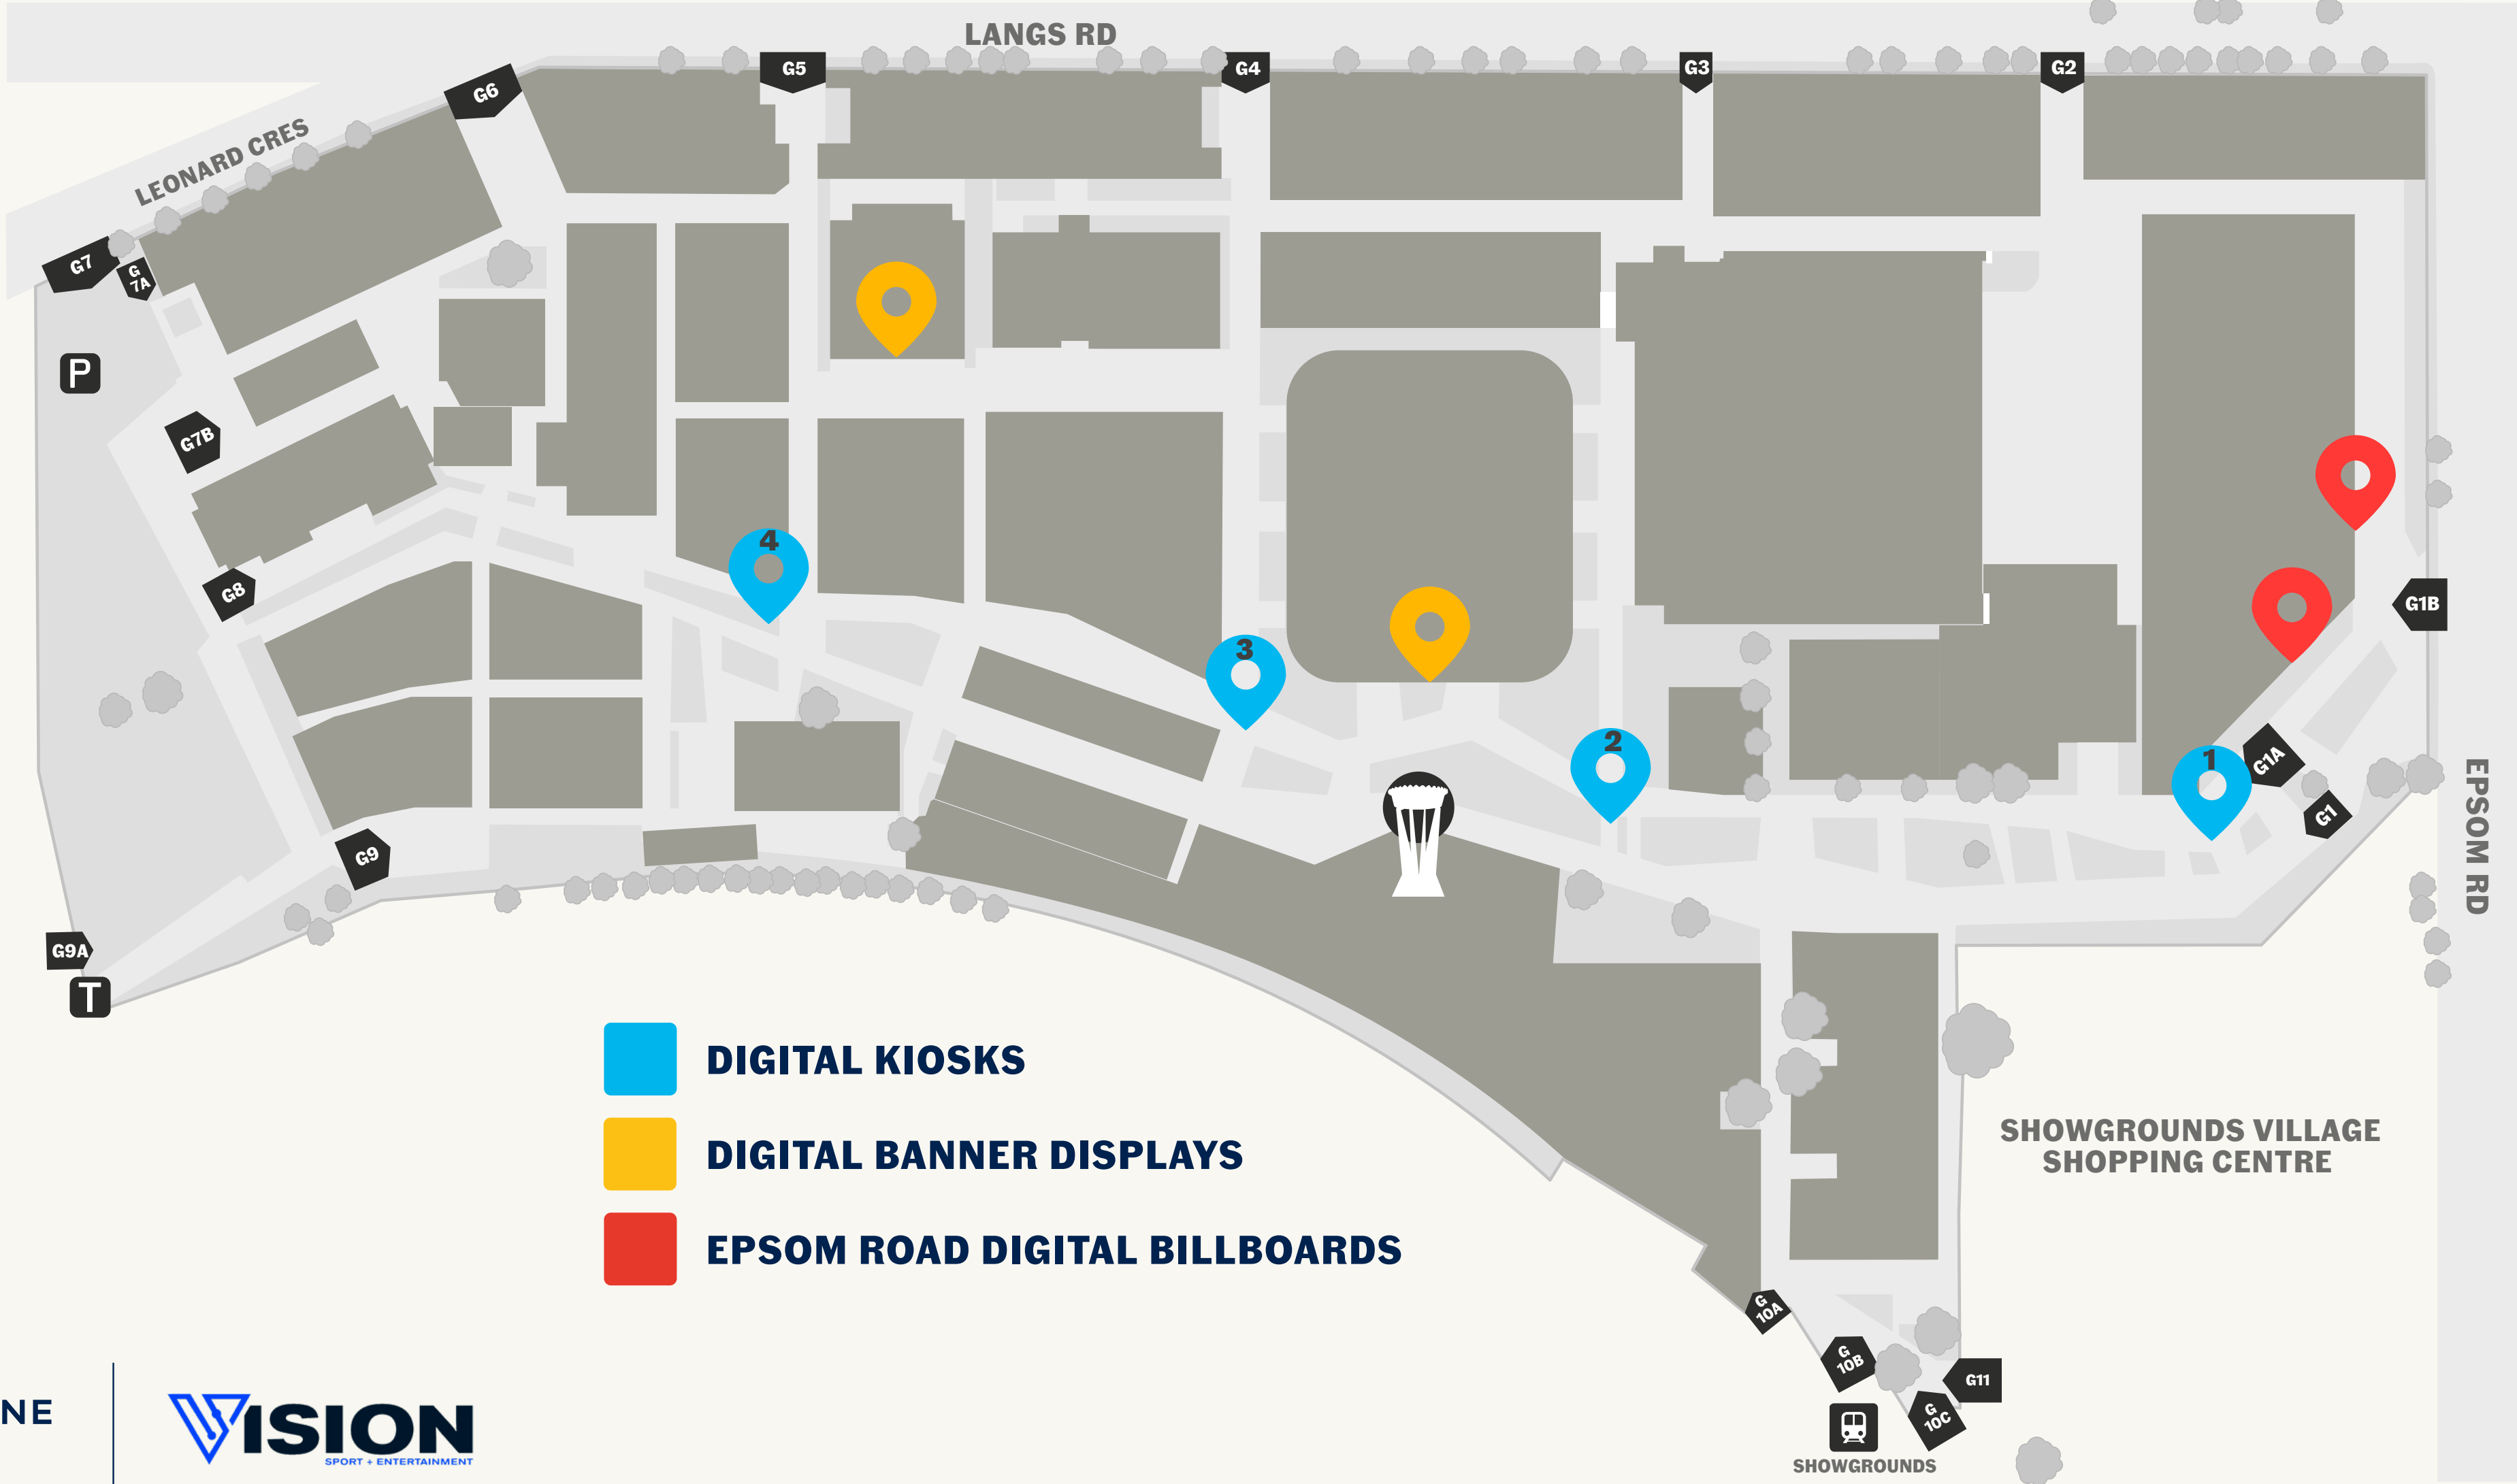 LANGS RD
G5
G4
G3
G2
G6
LEONARD CRES
G7
G
7A
P
G7B
G8
4
3
2
1
G1B
G1A
G1
EPSOM RD
G9
G9A
T
DIGITAL KIOSKS
DIGITAL BANNER DISPLAYS
EPSOM ROAD DIGITAL BILLBOARDS
SHOWGROUNDS VILLAGE
SHOPPING CENTRE
G
10A
G
10B
G11
G
10C
SHOWGROUNDS
NE
VISION
SPORT + ENTERTAINMENT